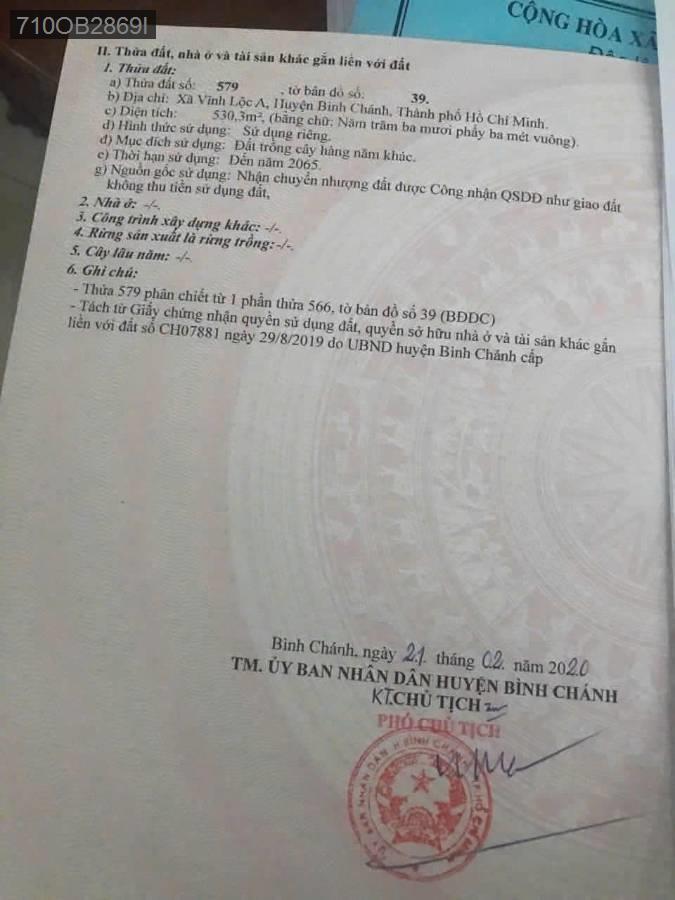 710OB2869I
CỘNG HÒA XÃ
II. Thửa đất, nhà ở và tài sản khác gắn liền với đất
1. Thửa đất:
a) Thửa đất số: 579 , tờ bản đồ số: 39.
b) Địa chỉ: Xã Vĩnh Lộc A, Huyện Bình Chánh, Thành phố Hồ Chí Minh.
c) Diện tích: 530,3m², (bằng chữ: Năm trăm ba mươi phẩy ba mét vuông).
d) Hình thức sử dụng: Sử dụng riêng.
đ) Mục đích sử dụng: Đất trồng cây hàng năm khác.
e) Thời hạn sử dụng: Đến năm 2065.
g) Nguồn gốc sử dụng: Nhận chuyển nhượng đất được Công nhận QSDĐ như giao đất
không thu tiền sử dụng đất,
2. Nhà ở: -/-.
3. Công trình xây dựng khác: -/-.
4. Rừng sản xuất là rừng trồng:-/-.
5. Cây lâu năm: -/-.
6. Ghi chú:
- Thửa 579 phân chiết từ 1 phần thửa 566, tờ bản đồ số 39 (BĐĐC)
- Tách từ Giấy chứng nhận quyền sử dụng đất, quyền sở hữu nhà ở và tài sản khác gắn
liền với đất số CH07881 ngày 29/8/2019 do UBND huyện Bình Chánh cấp
Bình Chánh, ngày 21. tháng 02. năm 2020
TM. ỦY BAN NHÂN DÂN HUYỆN BÌNH CHÁNH
KT.CHỦ TỊCH
PHÓ CHỦ TỊCH
ỦY BAN NHÂN DÂN H.BÌNH CHÁNH TP HỒ CHÍ MINH